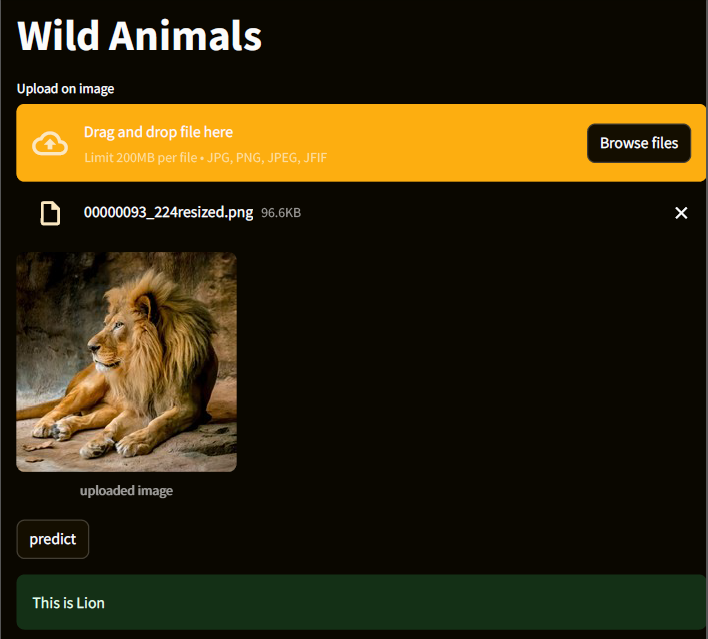 Wild Animals
Upload on image
Drag and drop file here
Limit 200MB per file • JPG, PNG, JPEG, JFIF
Browse files
00000093_224resized.png 96.6KB
uploaded image
predict
This is Lion